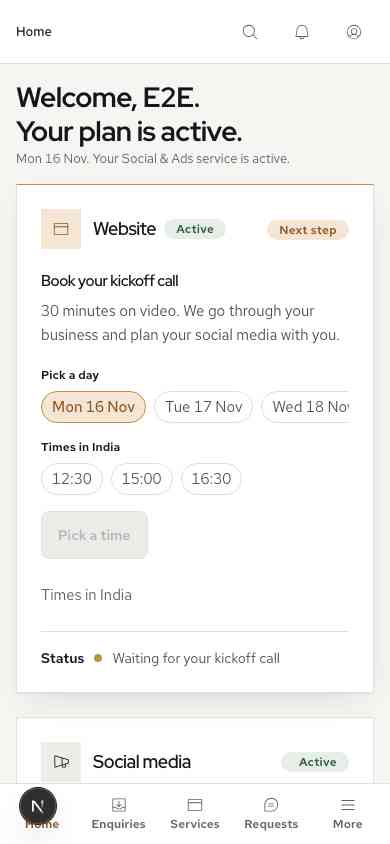 Home
Welcome, E2E.
Your plan is active.
Mon 16 Nov. Your Social & Ads service is active.
Website Active Next step
Book your kickoff call
30 minutes on video. We go through your
business and plan your social media with you.
Pick a day
Mon 16 Nov Tue 17 Nov Wed 18 Nov
Times in India
12:30 15:00 16:30
Pick a time
Times in India
Status Waiting for your kickoff call
Social media Active
N
Home Enquiries Services Requests More